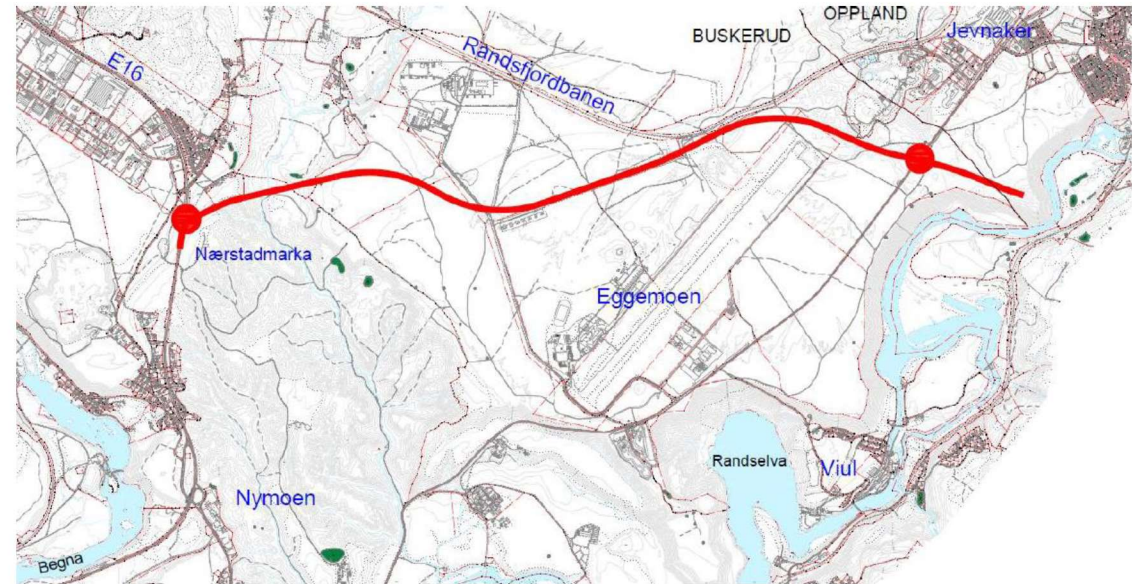 OPPLAND
BUSKERUD
Jevnaker
E16
Randsfjordbanen
Nærstadmarka
Eggemoen
Randselva
Viul
Nymoen
Begna